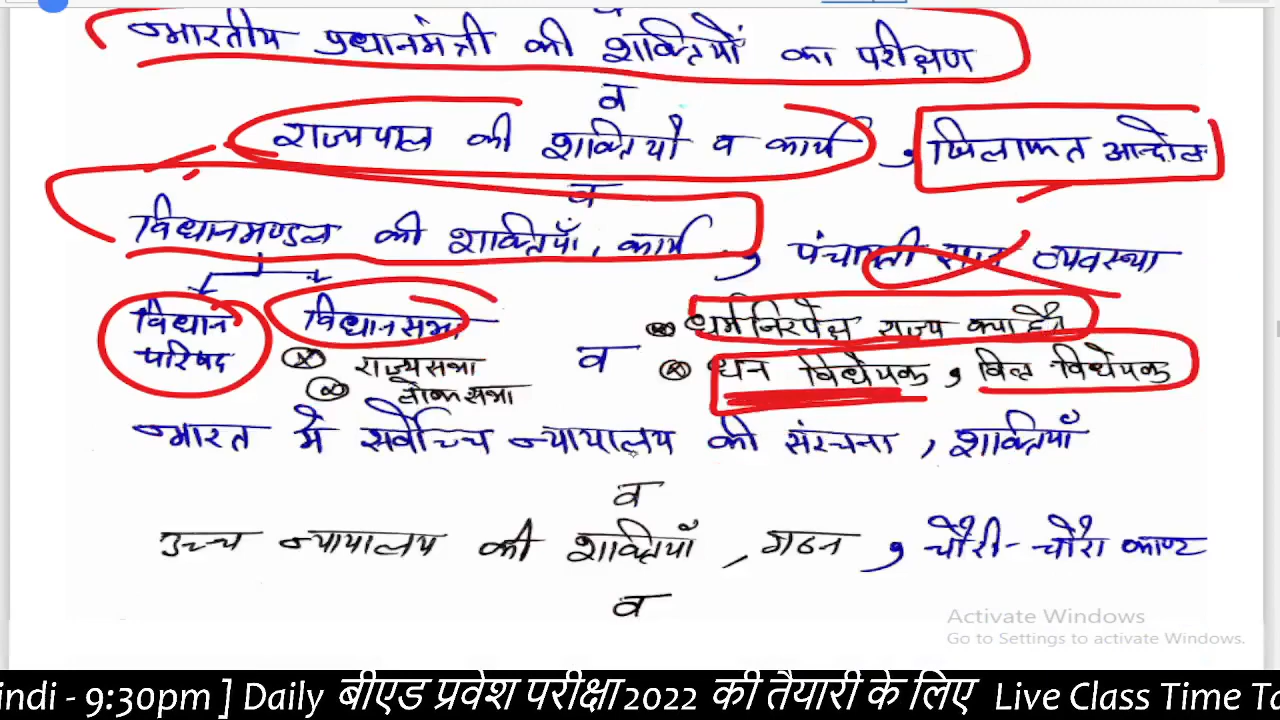 भारतीय प्रधानमंत्री की शक्तियों का परीक्षण
व
राज्यपाल की शक्तियाँ व कार्य , खिलाफत आन्दोलन
व
विधानमण्डल की शक्तियाँ, कार्य , पंचायती राज व्यवस्था
विधान परिषद
विधानसभा
राज्यसभा
लोकसभा
व
धर्मनिरपेक्ष राज्य क्या है
धन विधेयक , वित्त विधेयक
भारत में सर्वोच्च न्यायालय की संरचना , शक्तियाँ
व
उच्च न्यायालय की शक्तियाँ , गठन , चौरी-चौरा काण्ड
व
Activate Windows
Go to Settings to activate Windows.
indi - 9:30pm ] Daily बीएड प्रवेश परीक्षा 2022 की तैयारी के लिए Live Class Time To